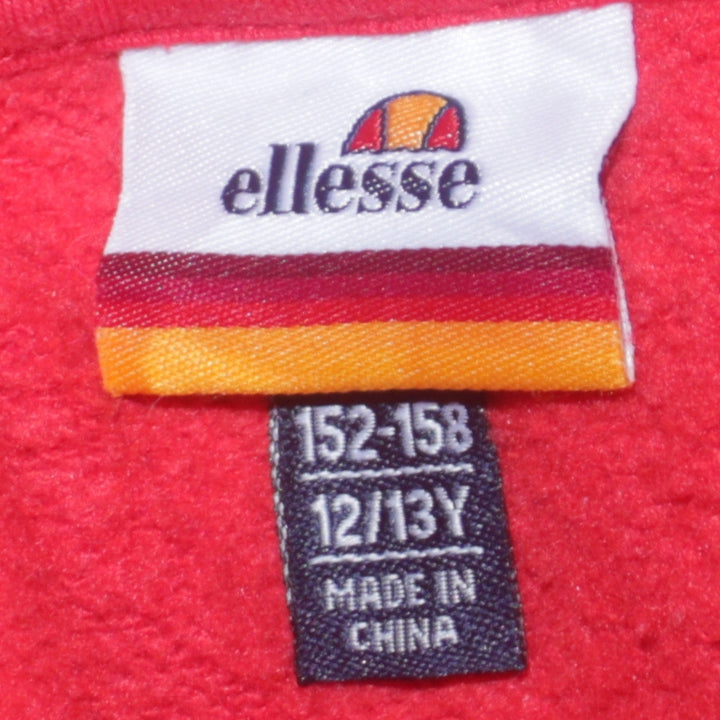 ellesse
152-158
12/13Y
MADE IN
CHINA